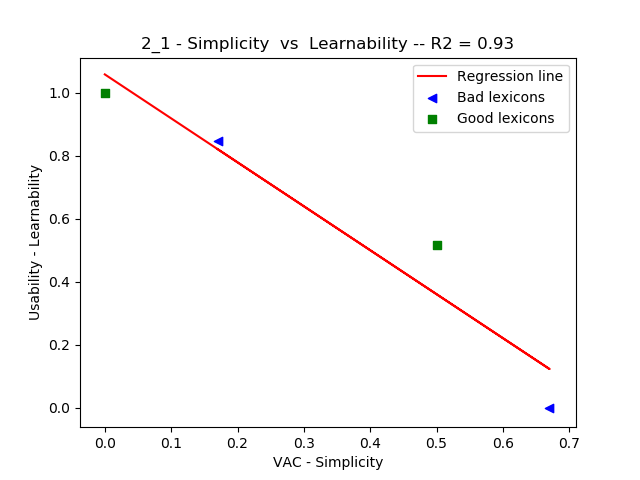 2_1 - Simplicity  vs  Learnability -- R2 = 0.93
Regression line
Bad lexicons
Good lexicons
Usability - Learnability
1.0
0.8
0.6
0.4
0.2
0.0
0.0 0.1 0.2 0.3 0.4 0.5 0.6 0.7
VAC - Simplicity